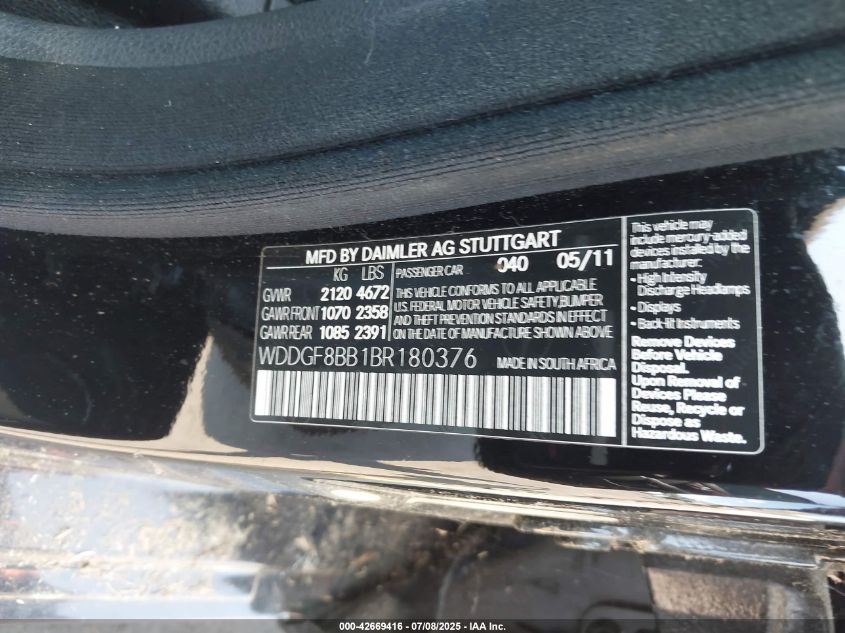 MFD BY DAIMLER AG STUTTGART
KG LBS
GVWR 2120 4672
GAWR FRONT 1070 2358
GAWR REAR 1085 2391
PASSENGER CAR 040 05/11
THIS VEHICLE CONFORMS TO ALL APPLICABLE
U.S. FEDERAL MOTOR VEHICLE SAFETY, BUMPER
AND THEFT PREVENTION STANDARDS IN EFFECT
ON THE DATE OF MANUFACTURE SHOWN ABOVE
WDDGF8BB1BR180376 MADE IN SOUTH AFRICA
This vehicle may
include mercury-added
devices installed by the
manufacturer:
• High Intensity
Discharge Headlamps
• Displays
• Back-lit Instruments
Remove Devices
Before Vehicle
Disposal.
Upon Removal of
Devices Please
Reuse, Recycle or
Dispose as
Hazardous Waste.
000-42669416 - 07/08/2025 - IAA Inc.